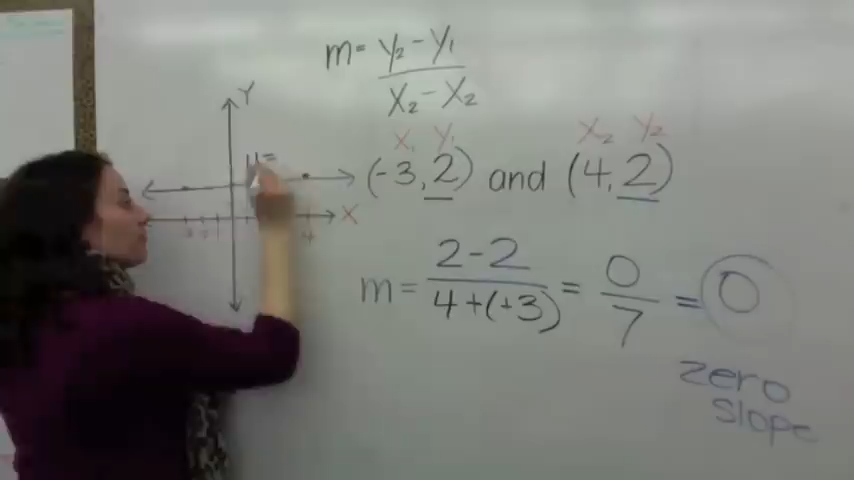 m = y₂ - y₁
x₂ - x₂
Y
x₁ y₁
x₂ y₂
(-3, 2) and (4, 2)
X
4
m = 2-2 = 0 = 0
4+(+3) 7
zero
slope